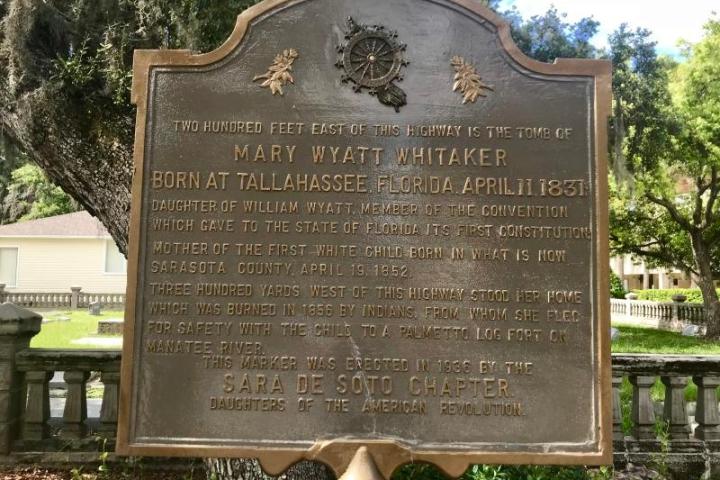 TWO HUNDRED FEET EAST OF THIS HIGHWAY IS THE TOMB OF
MARY WYATT WHITAKER
BORN AT TALLAHASSEE, FLORIDA, APRIL 11, 1831
DAUGHTER OF WILLIAM WYATT, MEMBER OF THE CONVENTION
WHICH GAVE TO THE STATE OF FLORIDA ITS FIRST CONSTITUTION.
MOTHER OF THE FIRST WHITE CHILD BORN IN WHAT IS NOW
SARASOTA COUNTY, APRIL 19, 1852.
THREE HUNDRED YARDS WEST OF THIS HIGHWAY STOOD HER HOME
WHICH WAS BURNED IN 1856 BY INDIANS, FROM WHOM SHE FLED
FOR SAFETY WITH THE CHILD TO A PALMETTO LOG FORT ON
MANATEE RIVER.
THIS MARKER WAS ERECTED IN 1936 BY THE
SARA DE SOTO CHAPTER.
DAUGHTERS OF THE AMERICAN REVOLUTION.